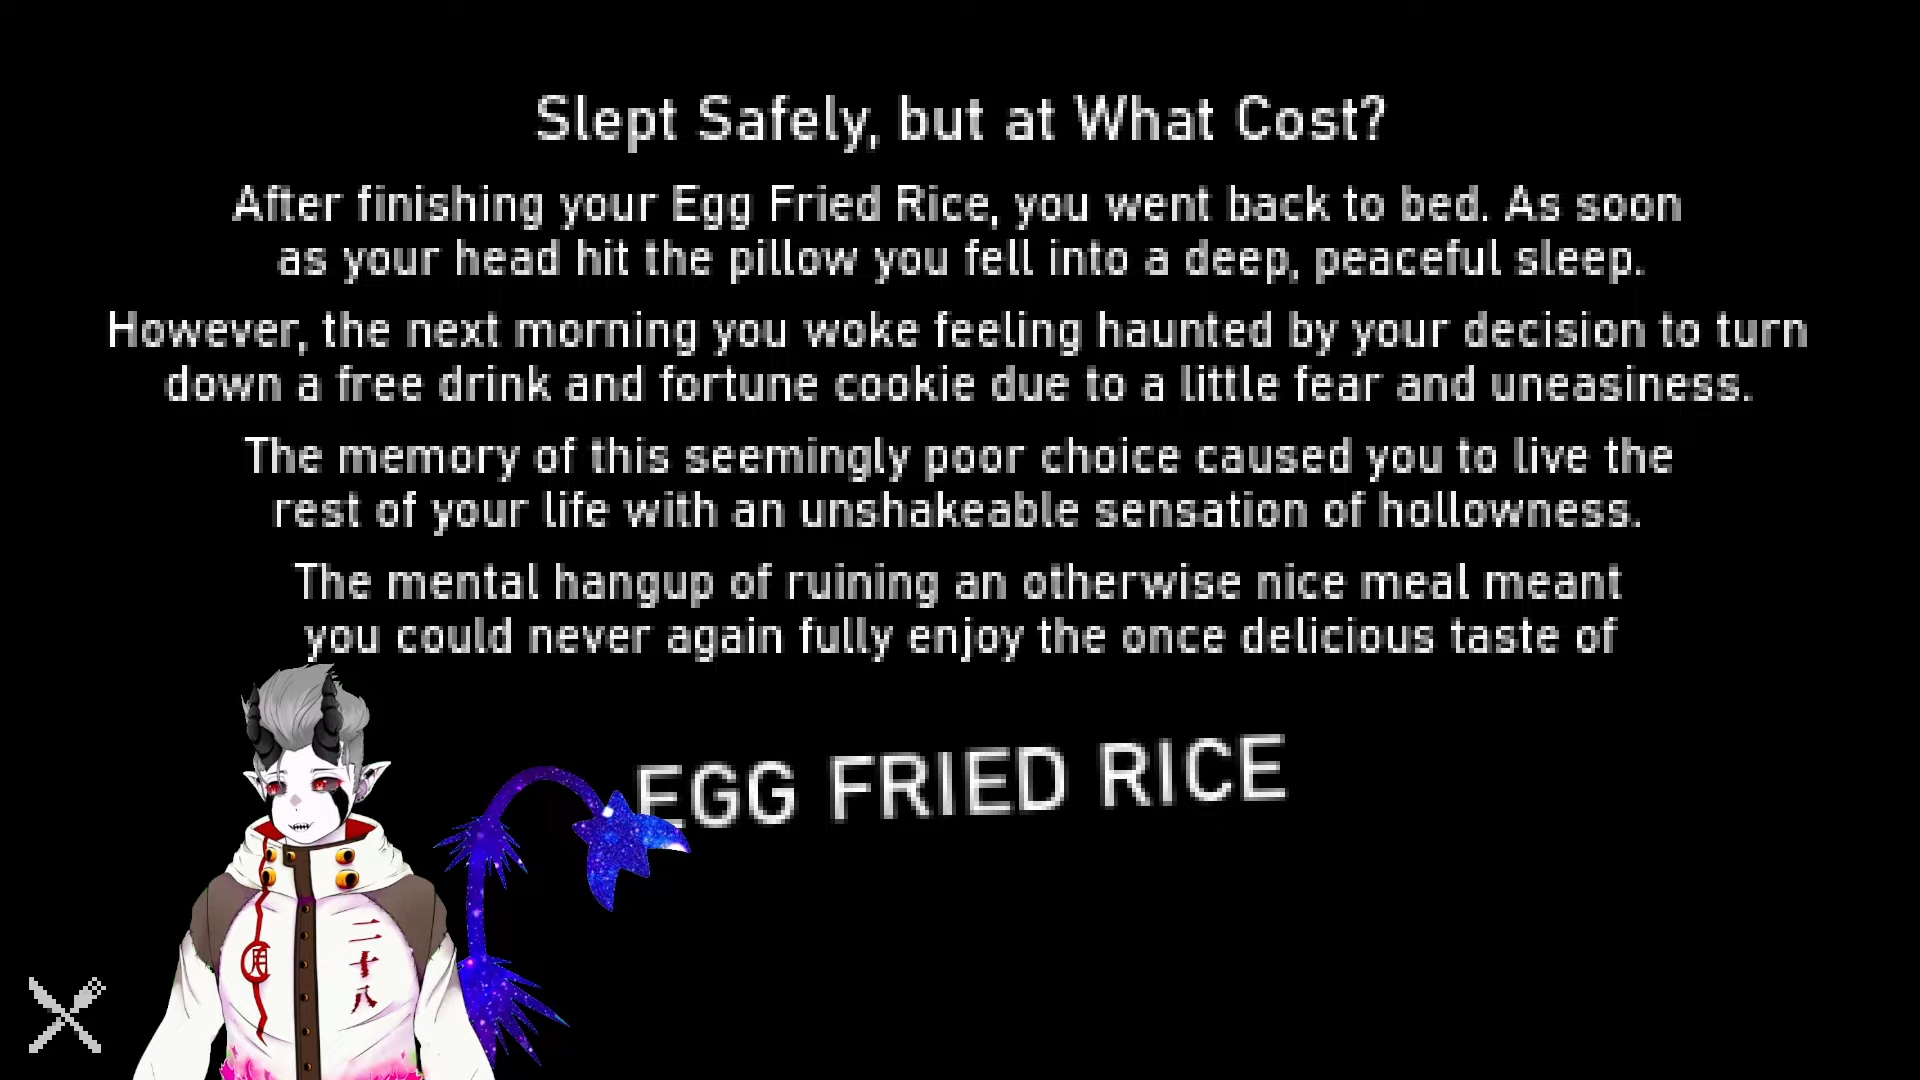 Slept Safely, but at What Cost?
After finishing your Egg Fried Rice, you went back to bed. As soon
as your head hit the pillow you fell into a deep, peaceful sleep.
However, the next morning you woke feeling haunted by your decision to turn
down a free drink and fortune cookie due to a little fear and uneasiness.
The memory of this seemingly poor choice caused you to live the
rest of your life with an unshakeable sensation of hollowness.
The mental hangup of ruining an otherwise nice meal meant
you could never again fully enjoy the once delicious taste of
EGG FRIED RICE
月
二十八